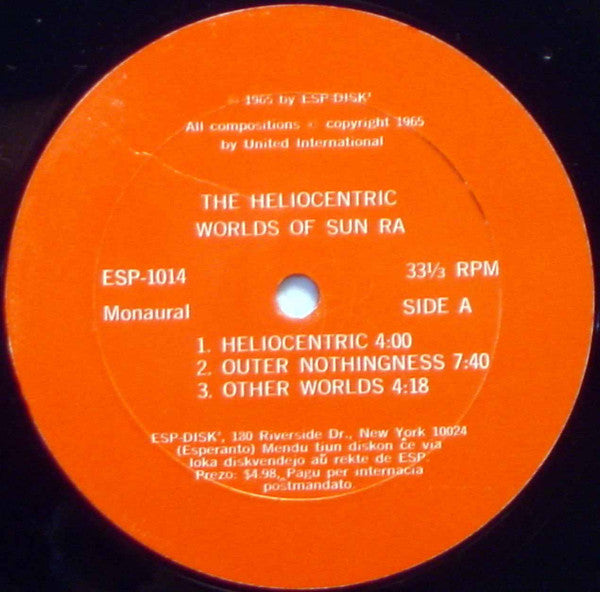 ℗ 1965 by ESP-DISK'
All compositions © copyright 1965
by United International
THE HELIOCENTRIC
WORLDS OF SUN RA
ESP-1014
33⅓ RPM
Monaural
SIDE A
1. HELIOCENTRIC 4:00
2. OUTER NOTHINGNESS 7:40
3. OTHER WORLDS 4:18
ESP-DISK', 180 Riverside Dr., New York 10024
(Esperanto) Mendu tiun diskon ĉe via
loka diskvendejo aŭ rekte de ESP.
Prezo: $4.98, Pagu per internacia
poŝtmandato.